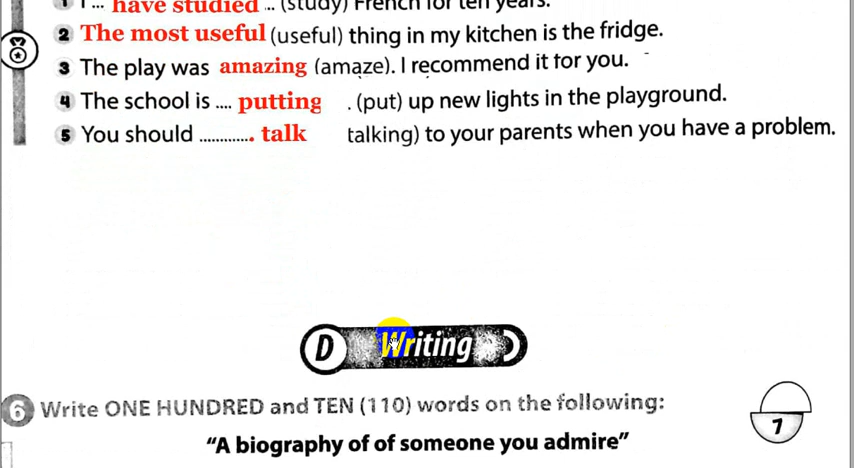 1 I ... have studied ... (study) French for ten years.
2 The most useful (useful) thing in my kitchen is the fridge.
3 The play was amazing (amaze). I recommend it for you.
4 The school is .... putting . (put) up new lights in the playground.
5 You should ............. talk talking) to your parents when you have a problem.
D Writing
6 Write ONE HUNDRED and TEN (110) words on the following:
7
“A biography of of someone you admire”